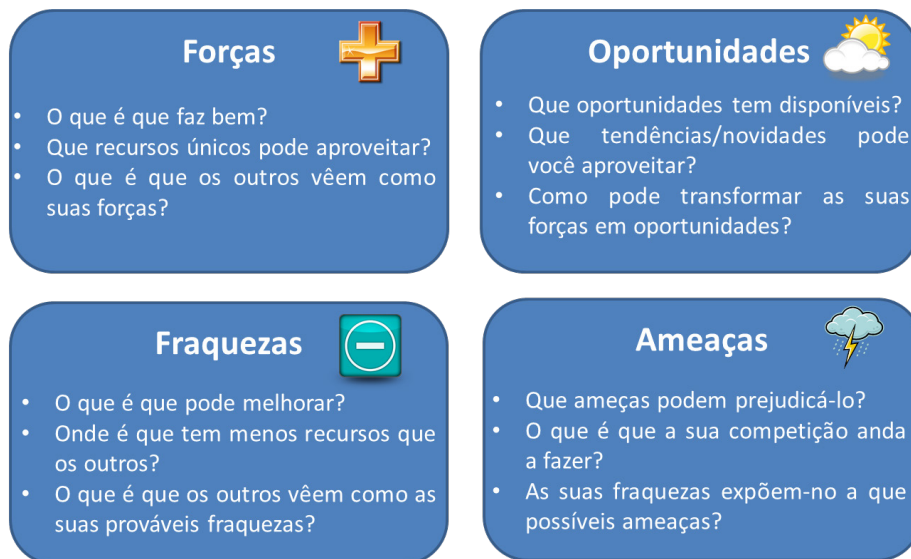 Forças
• O que é que faz bem?
• Que recursos únicos pode aproveitar?
• O que é que os outros vêem como
suas forças?
Oportunidades
• Que oportunidades tem disponíveis?
• Que tendências/novidades pode
você aproveitar?
• Como pode transformar as suas
forças em oportunidades?
Fraquezas
• O que é que pode melhorar?
• Onde é que tem menos recursos que
os outros?
• O que é que os outros vêem como as
suas prováveis fraquezas?
Ameaças
• Que ameças podem prejudicá-lo?
• O que é que a sua competição anda
a fazer?
• As suas fraquezas expõem-no a que
possíveis ameaças?